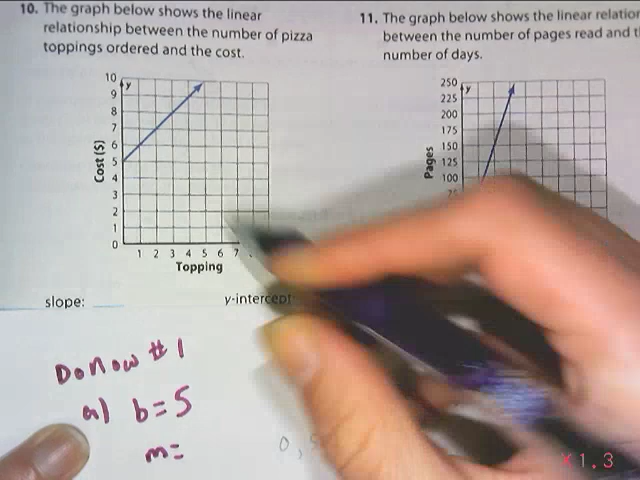 10. The graph below shows the linear
relationship between the number of pizza
toppings ordered and the cost.
10
y
9
8
7
6
5
4
3
2
1
0
Cost ($)
1 2 3 4 5 6 7
Topping
slope:
y-intercept
11. The graph below shows the linear
between the number of pages read and
number of days.
250
y
225
200
175
150
125
100
Pages
Do Now #1
a) b=5
m=
0,
x1.3